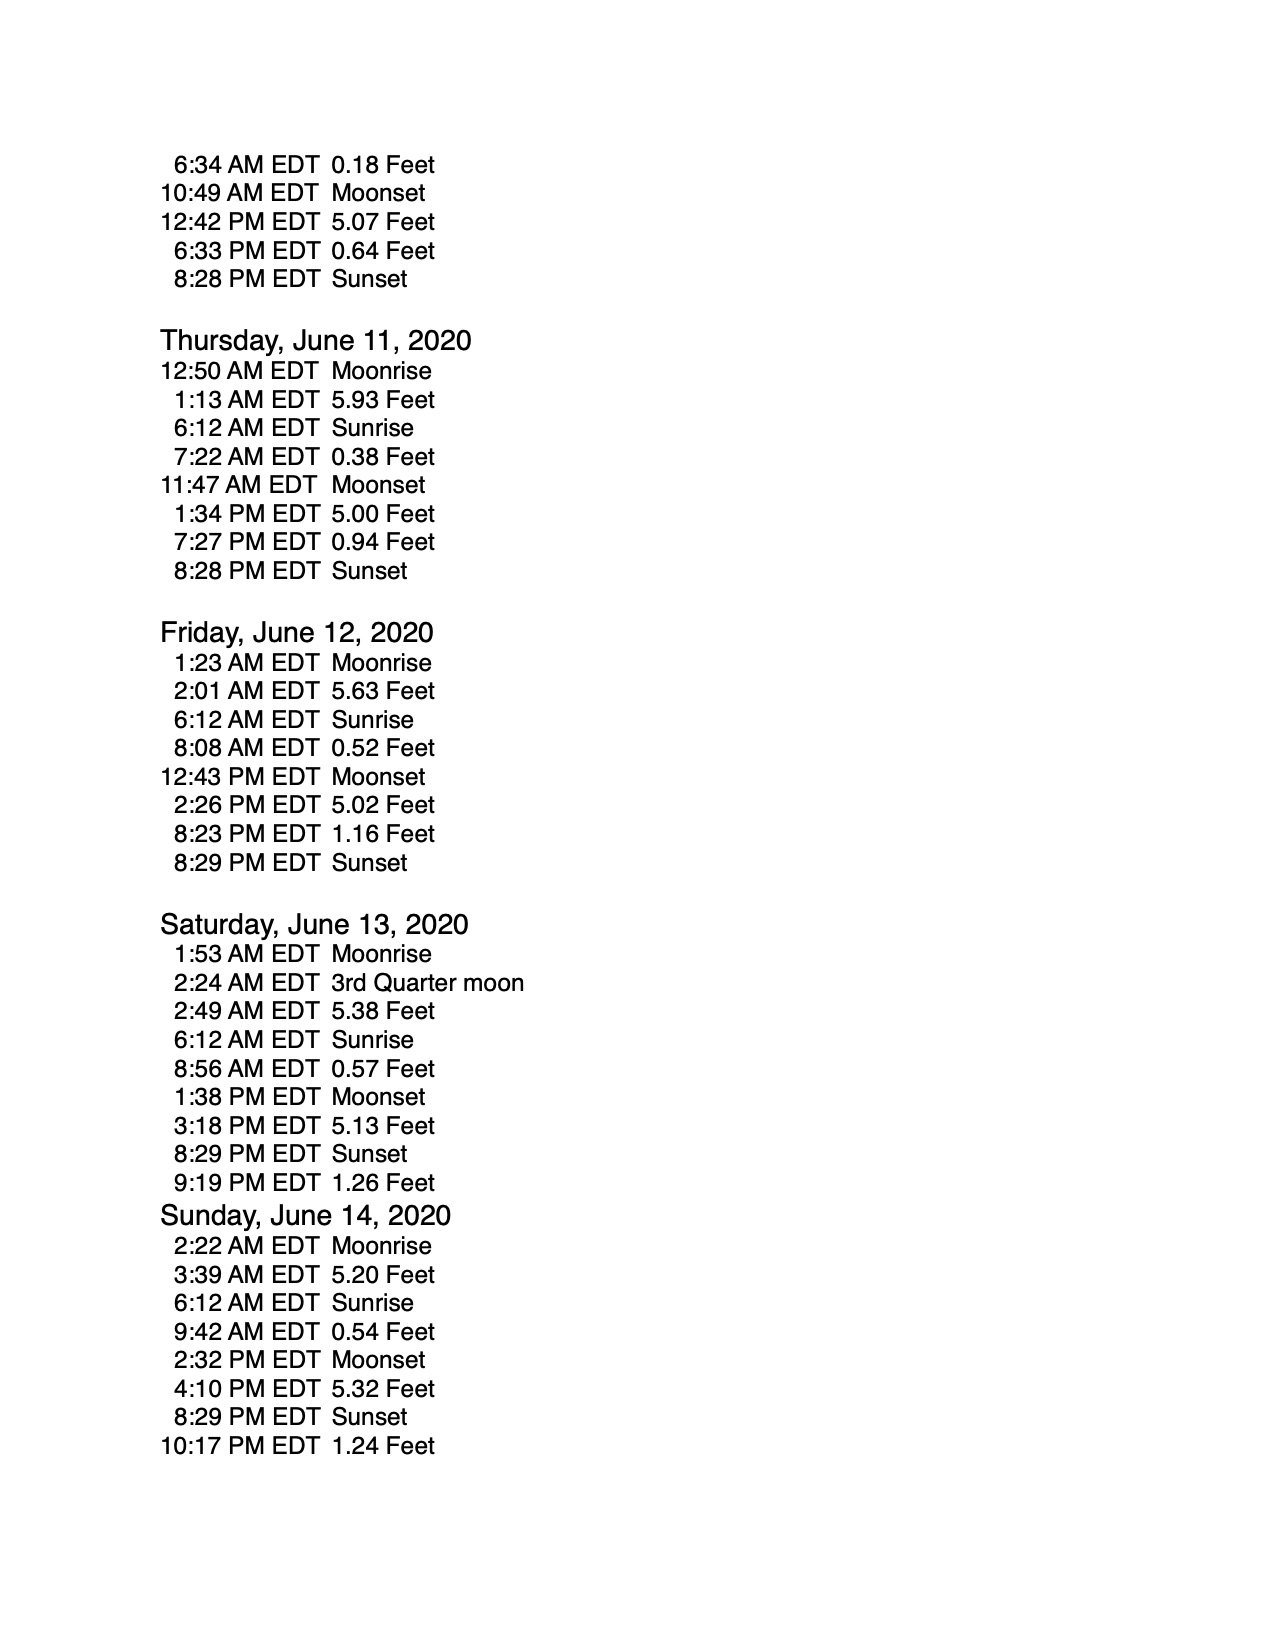 6:34 AM EDT 0.18 Feet
10:49 AM EDT Moonset
12:42 PM EDT 5.07 Feet
6:33 PM EDT 0.64 Feet
8:28 PM EDT Sunset
Thursday, June 11, 2020
12:50 AM EDT Moonrise
1:13 AM EDT 5.93 Feet
6:12 AM EDT Sunrise
7:22 AM EDT 0.38 Feet
11:47 AM EDT Moonset
1:34 PM EDT 5.00 Feet
7:27 PM EDT 0.94 Feet
8:28 PM EDT Sunset
Friday, June 12, 2020
1:23 AM EDT Moonrise
2:01 AM EDT 5.63 Feet
6:12 AM EDT Sunrise
8:08 AM EDT 0.52 Feet
12:43 PM EDT Moonset
2:26 PM EDT 5.02 Feet
8:23 PM EDT 1.16 Feet
8:29 PM EDT Sunset
Saturday, June 13, 2020
1:53 AM EDT Moonrise
2:24 AM EDT 3rd Quarter moon
2:49 AM EDT 5.38 Feet
6:12 AM EDT Sunrise
8:56 AM EDT 0.57 Feet
1:38 PM EDT Moonset
3:18 PM EDT 5.13 Feet
8:29 PM EDT Sunset
9:19 PM EDT 1.26 Feet
Sunday, June 14, 2020
2:22 AM EDT Moonrise
3:39 AM EDT 5.20 Feet
6:12 AM EDT Sunrise
9:42 AM EDT 0.54 Feet
2:32 PM EDT Moonset
4:10 PM EDT 5.32 Feet
8:29 PM EDT Sunset
10:17 PM EDT 1.24 Feet